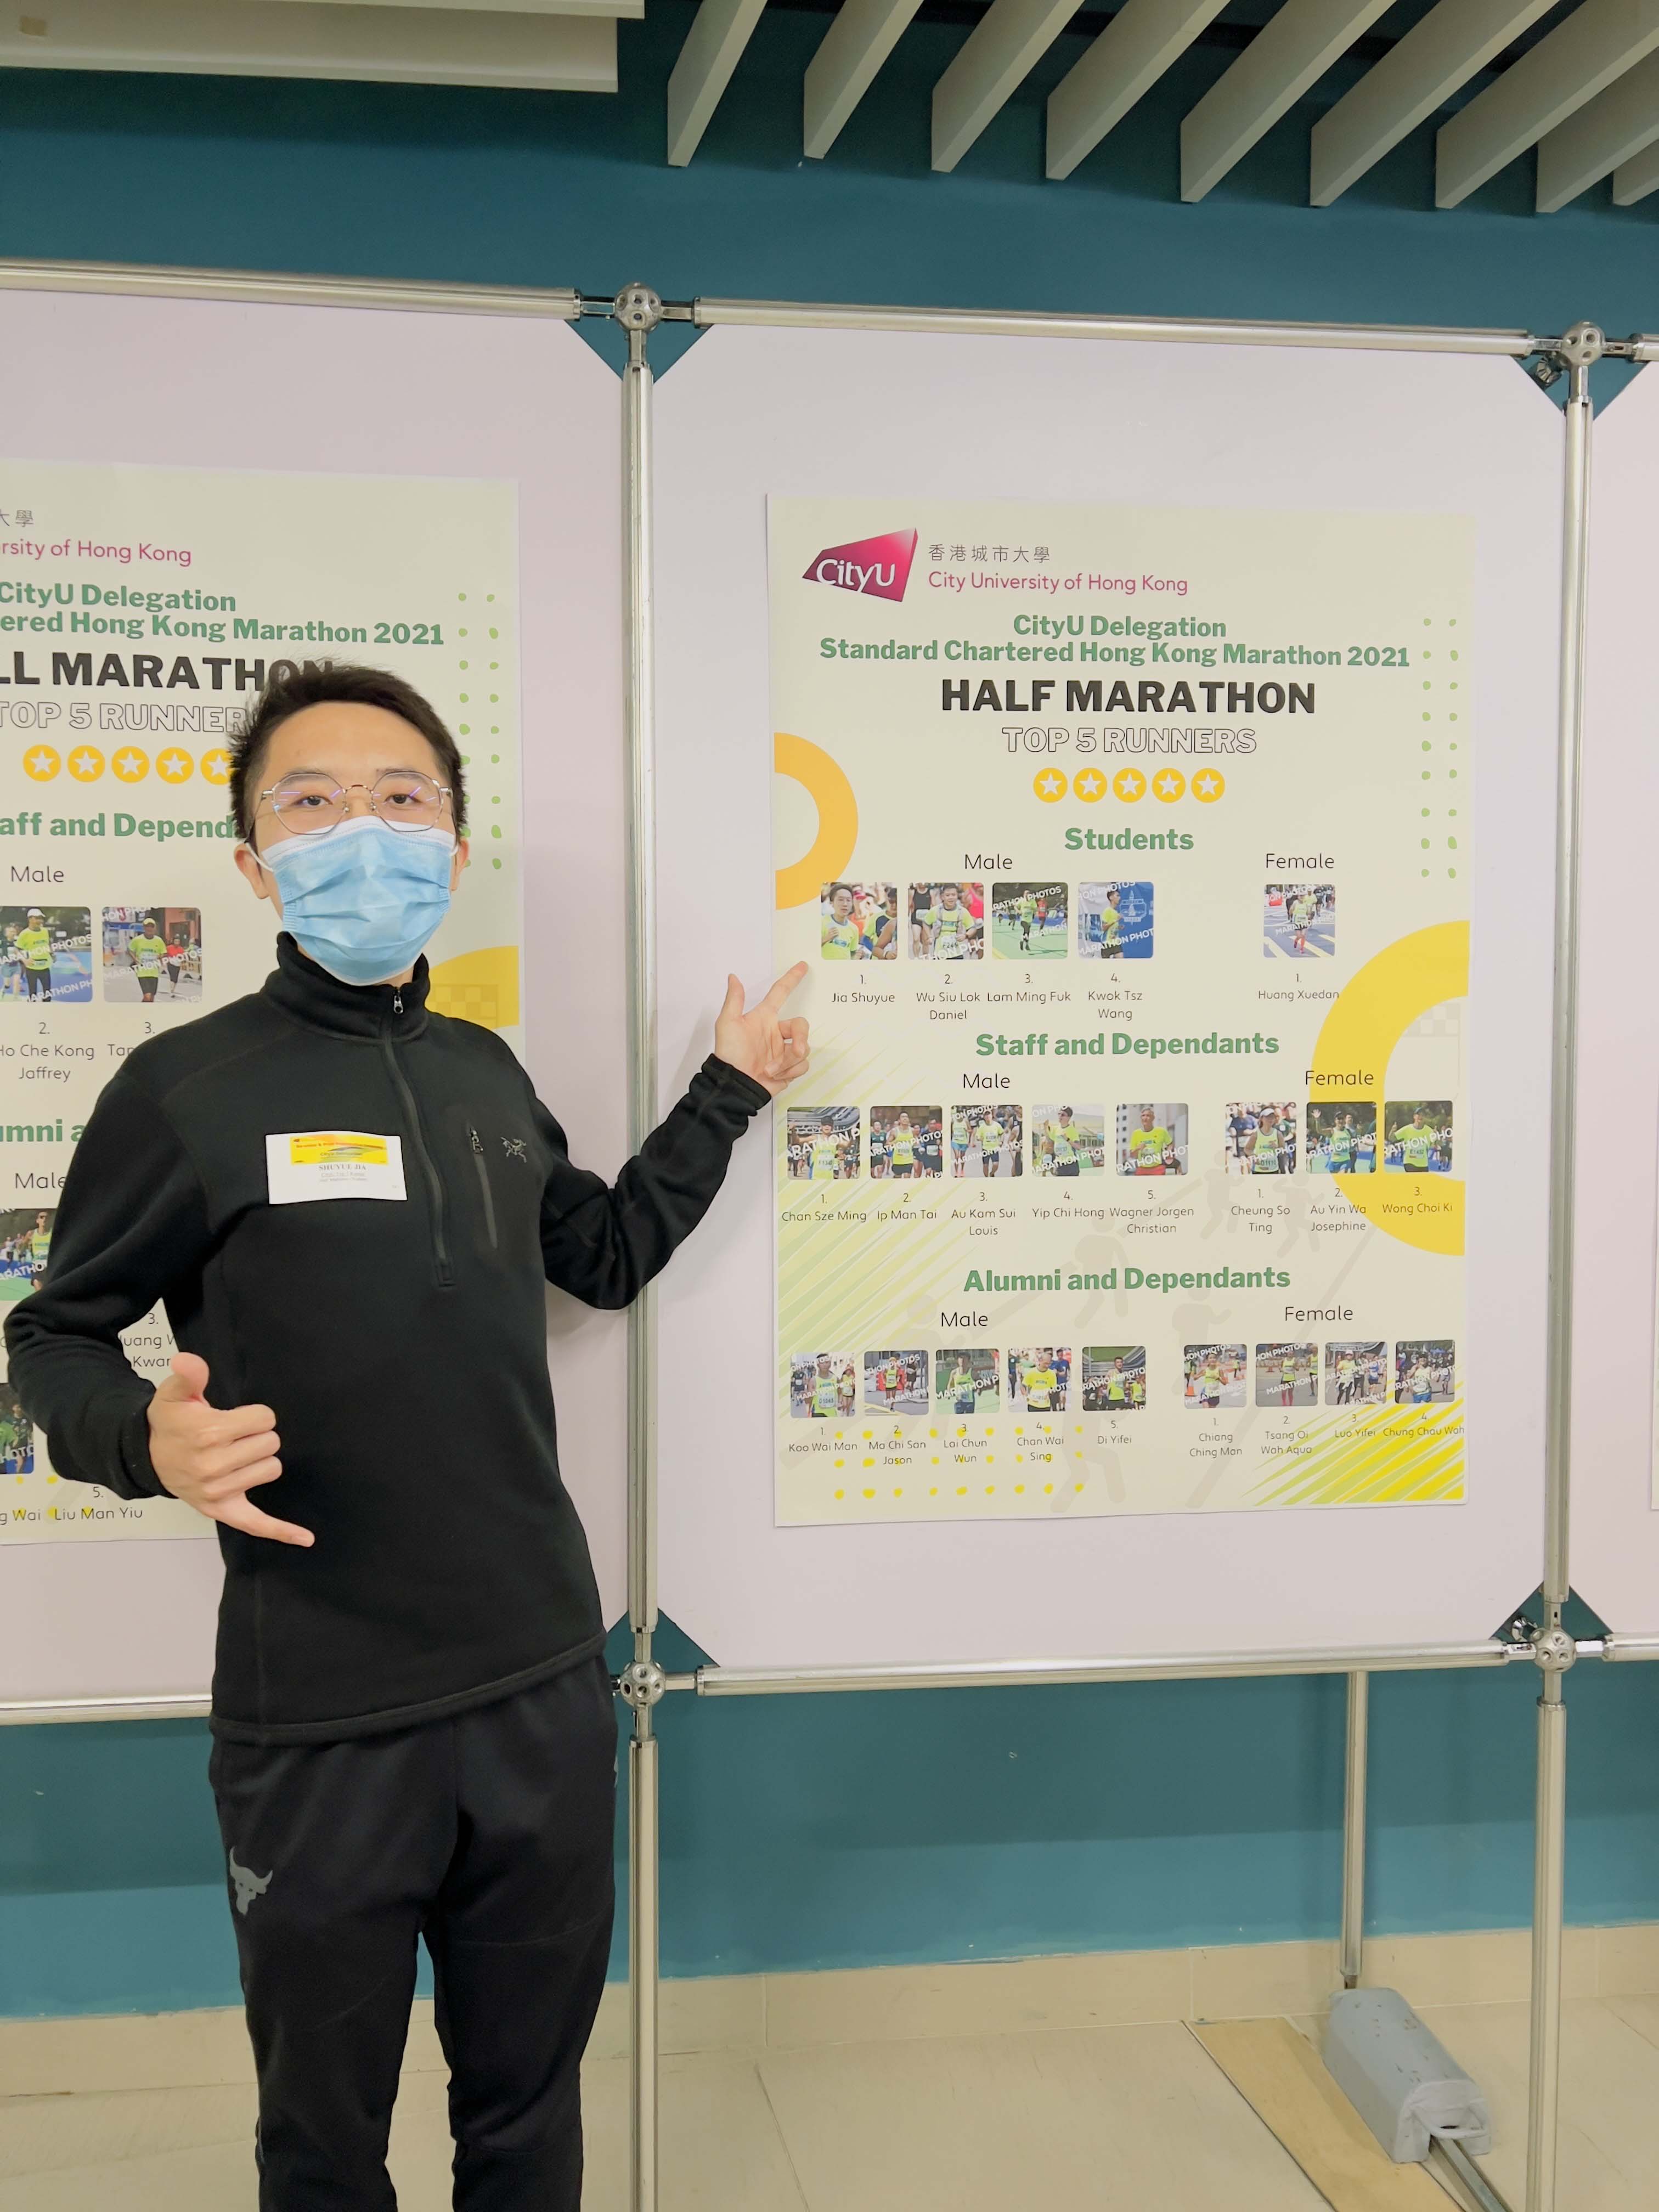 大學
rsity of Hong Kong
CityU Delegation
ered Hong Kong Marathon 2021
LL MARATHON
TOP 5 RUNNER
aff and Depend
Male
2.
3.
Ho Che Kong
Jaffrey
umni a
Male
3.
uang W
Kwan
5.
g Wai
Liu Man Yiu
SHUYUE JIA
CityU
香港城市大學
City University of Hong Kong
CityU Delegation
Standard Chartered Hong Kong Marathon 2021
HALF MARATHON
TOP 5 RUNNERS
Students
Male
Female
1.
Jia Shuyue
2.
Wu Siu Lok
Daniel
3.
Lam Ming Fuk
4.
Kwok Tsz
Wang
1.
Huang Xuedan
Staff and Dependants
Male
Female
1.
Chan Sze Ming
2.
Ip Man Tai
3.
Au Kam Sui
Louis
4.
Yip Chi Hong
5.
Wagner Jorgen
Christian
1.
Cheung So
Ting
2.
Au Yin Wa
Josephine
3.
Wong Choi Ki
Alumni and Dependants
Male
Female
1.
Koo Wai Man
2.
Ma Chi San
Jason
3.
Lai Chun
Wun
4.
Chan Wai
Sing
5.
Di Yifei
1.
Chiang
Ching Man
2.
Tsang Oi
Wah Aqua
3.
Luo Yifei
4.
Chung Chau Wah